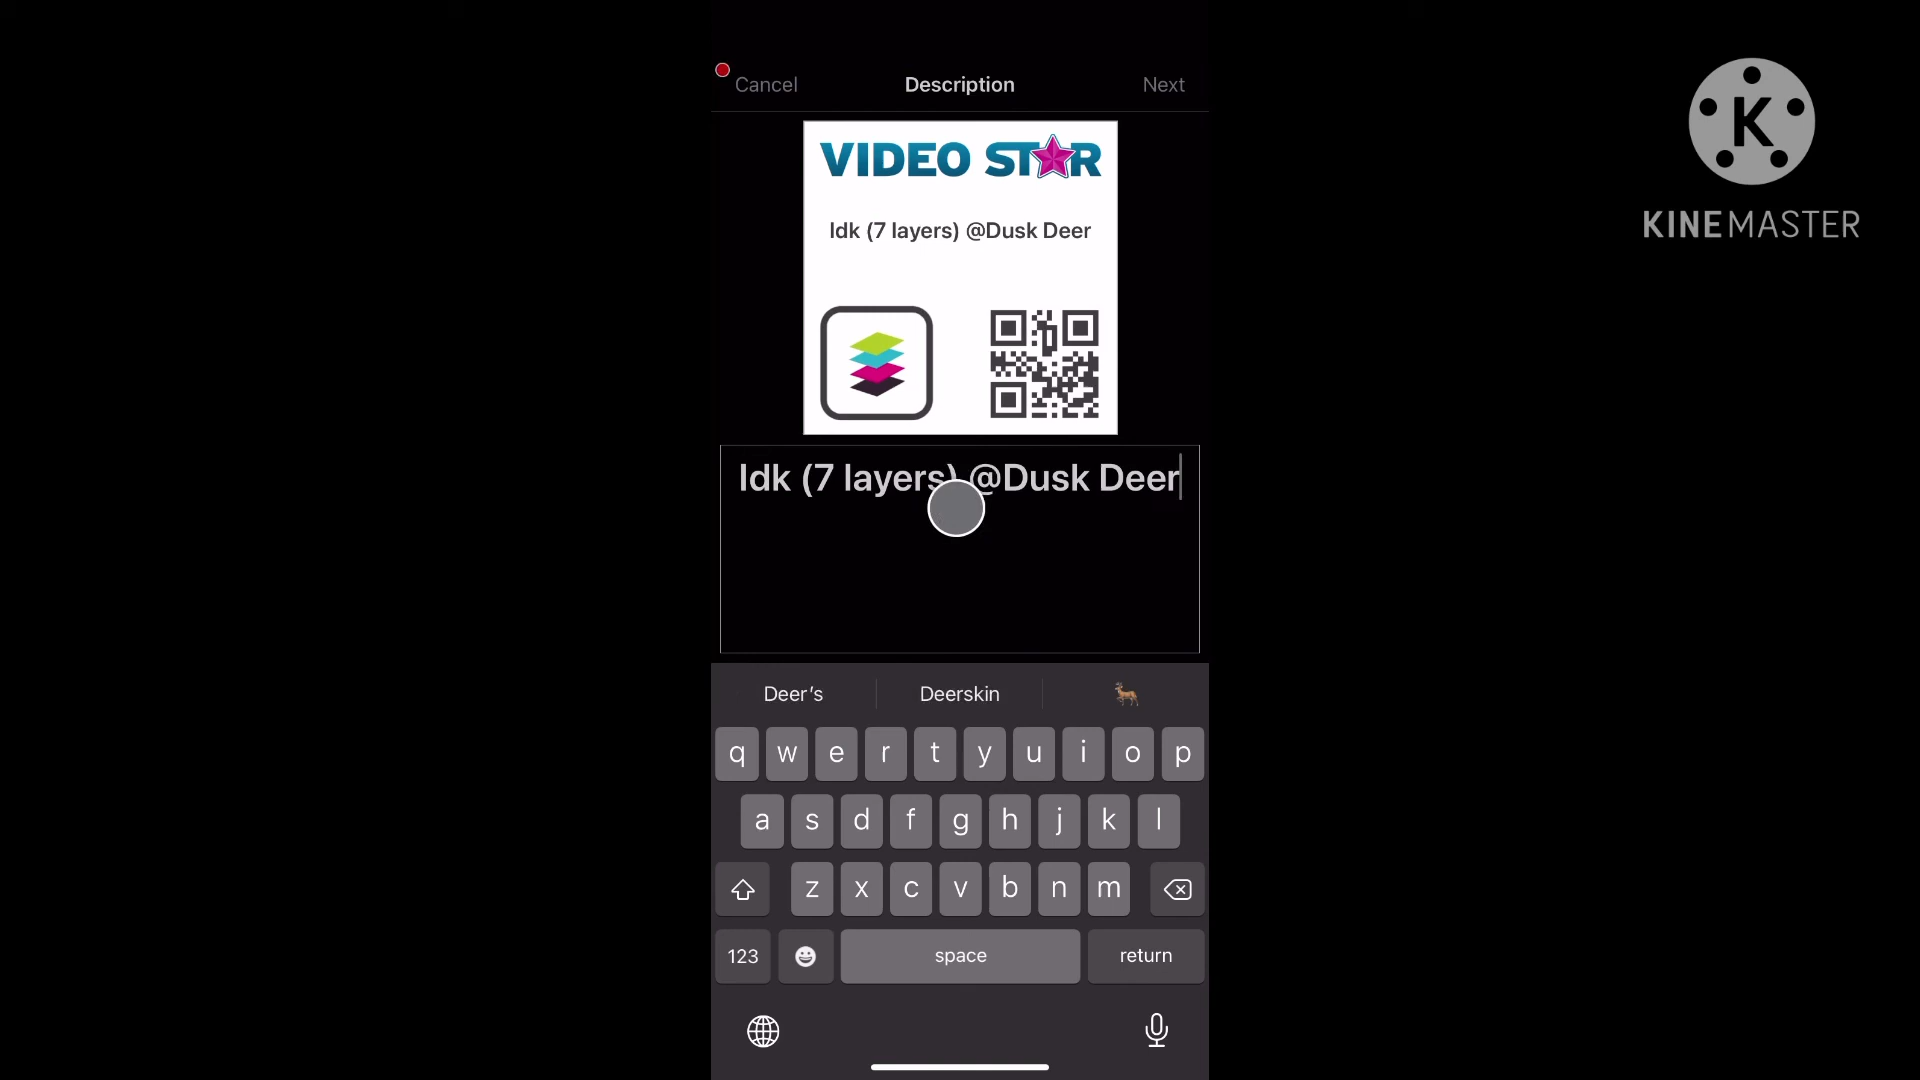 Cancel Description Next
VIDEO STAR
Idk (7 layers) @Dusk Deer
Idk (7 layers) @Dusk Deer
Deer's Deerskin
q w e r t y u i o p
a s d f g h j k l
z x c v b n m
123 space return
K
KINEMASTER